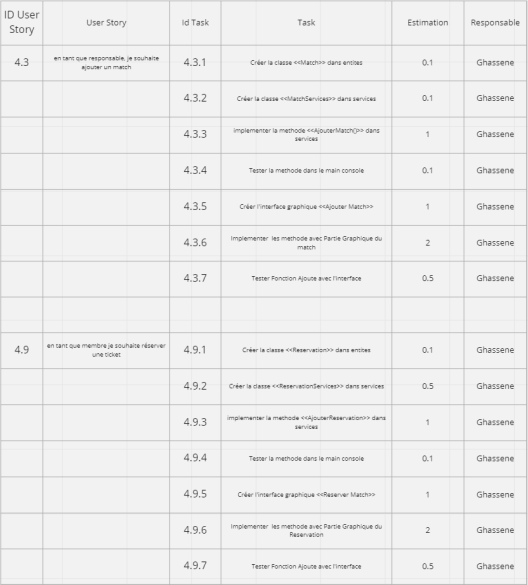 ID User
Story
User Story
Id Task
Task
Estimation
Responsable
4.3
en tant que responsable, je souhaite
ajouter un match
4.3.1
Créer la classe <<Match>> dans entites
0.1
Ghassene
4.3.2
Créer la classe <<MatchServices>> dans services
0.1
Ghassene
4.3.3
Implementer la methode <<AjouterMatch()>> dans
services
1
Ghassene
4.3.4
Tester la methode dans le main console
0.1
Ghassene
4.3.5
Créer l'interface graphique <<Ajouter Match>>
1
Ghassene
4.3.6
Implementer les methode avec Partie Graphique du
match
2
Ghassene
4.3.7
Tester Fonction Ajoute avec l'interface
0.5
Ghassene
4.9
en tant que membre je souhaite réserver
une ticket
4.9.1
Créer la classe <<Reservation>> dans entites
0.1
Ghassene
4.9.2
Créer la classe <<ReservationServices>> dans services
0.5
Ghassene
4.9.3
implementer la methode <<AjouterReservation>> dans
services
1
Ghassene
4.9.4
Tester la methode dans le main console
0.1
Ghassene
4.9.5
Créer l'interface graphique <<Reserver Match>>
1
Ghassene
4.9.6
Implementer les methode avec Partie Graphique du
Reservation
2
Ghassene
4.9.7
Tester Fonction Ajoute avec l'interface
0.5
Ghassene